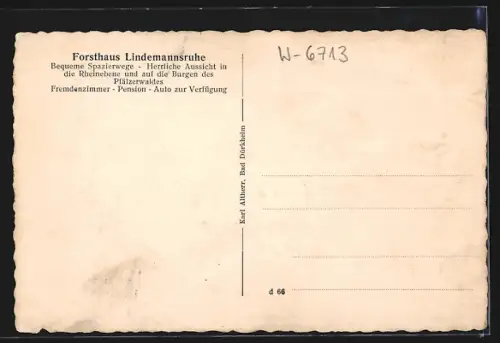 Forsthaus Lindemannsruhe
Bequeme Spazierwege - Herrliche Aussicht in
die Rheinebene und auf die Burgen des
Pfälzerwaldes
Fremdenzimmer - Pension - Auto zur Verfügung
W-6713
Karl Altherr, Bad Dürkheim
d 66